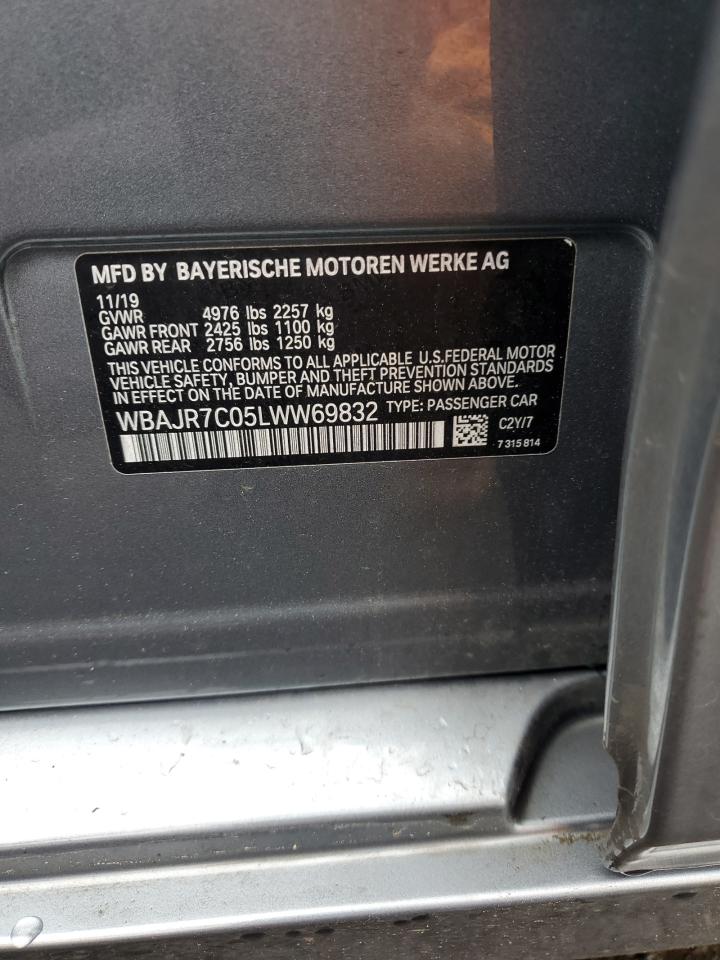 MFD BY BAYERISCHE MOTOREN WERKE AG
11/19
GVWR 4976 lbs 2257 kg
GAWR FRONT 2425 lbs 1100 kg
GAWR REAR 2756 lbs 1250 kg
THIS VEHICLE CONFORMS TO ALL APPLICABLE U.S.FEDERAL MOTOR
VEHICLE SAFETY, BUMPER AND THEFT PREVENTION STANDARDS
IN EFFECT ON THE DATE OF MANUFACTURE SHOWN ABOVE.
WBAJR7C05LWW69832 TYPE: PASSENGER CAR
C2Y/7
7 315 814